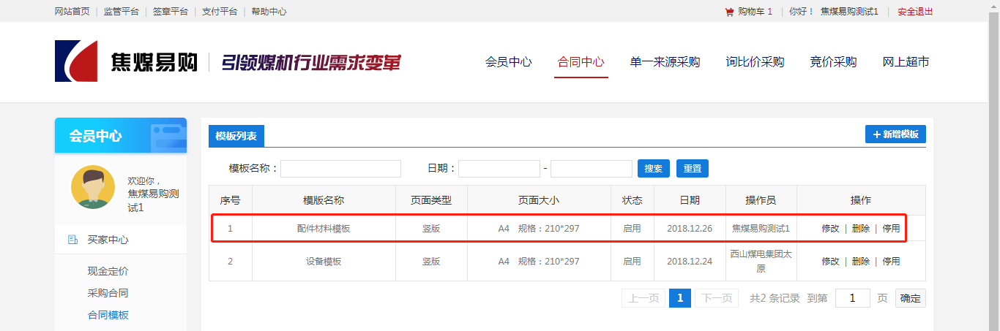 网站首页 | 监管平台 | 签章平台 | 支付平台 | 帮助中心 购物车 1 | 你好！ 焦煤易购测试1 | 安全退出
焦煤易购 | 引领煤机行业需求变革 会员中心 合同中心 单一来源采购 询比价采购 竞价采购 网上超市
会员中心
欢迎你，
焦煤易购测
试1
买家中心
现金定价
采购合同
合同模板
模板列表 + 新增模板
模板名称： 日期： - 搜索 重置
序号 模版名称 页面类型 页面大小 状态 日期 操作员 操作
1 配件材料模板 竖版 A4 规格：210*297 启用 2018.12.26 焦煤易购测试1 修改 | 删除 | 停用
2 设备模板 竖版 A4 规格：210*297 启用 2018.12.24 西山煤电集团太原 修改 | 删除 | 停用
上一页 1 下一页 共2 条记录 到第 1 页 确定